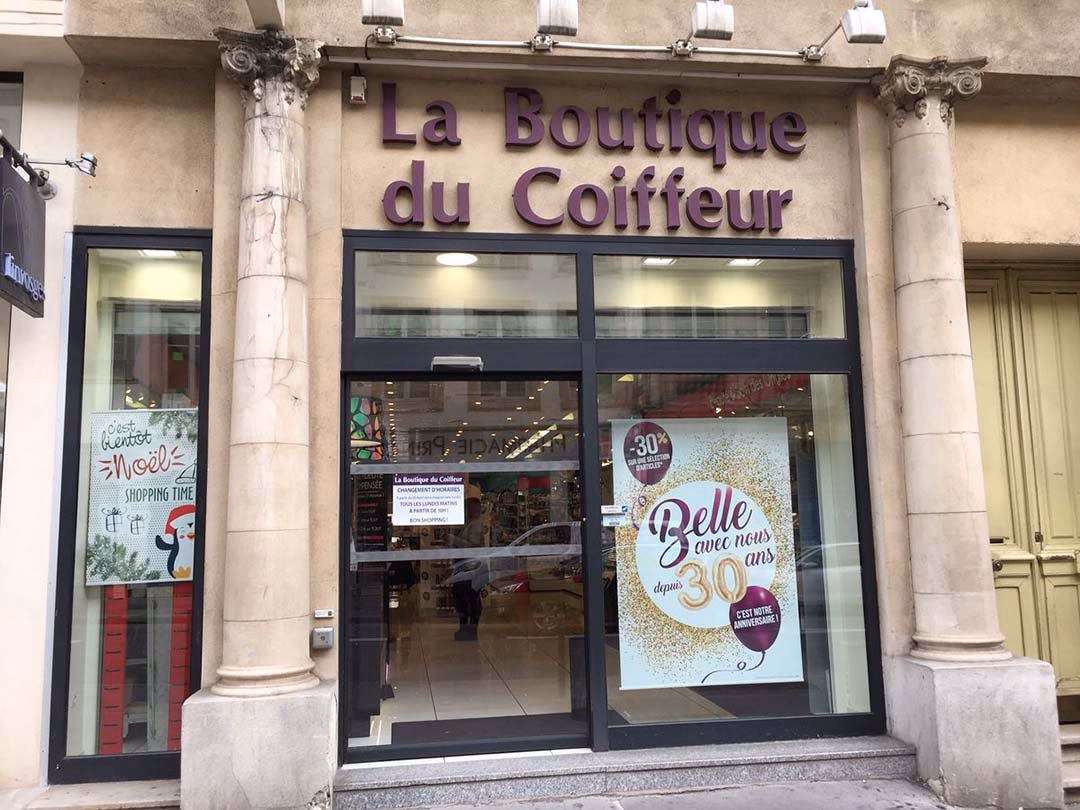 La Boutique
du Coiffeur
c'est
bientôt
Noël
SHOPPING TIME
La Boutique du Coiffeur
CHANGEMENT D'HORAIRES
TOUS LES LUNDIS MATINS
A PARTIR DE 10H !
BON SHOPPING !
PHARMACIE PRIN
-30%
SUR UNE SÉLECTION
D'ARTICLES*
Belle
avec nous
depuis 30 ans
C'EST NOTRE
ANNIVERSAIRE !